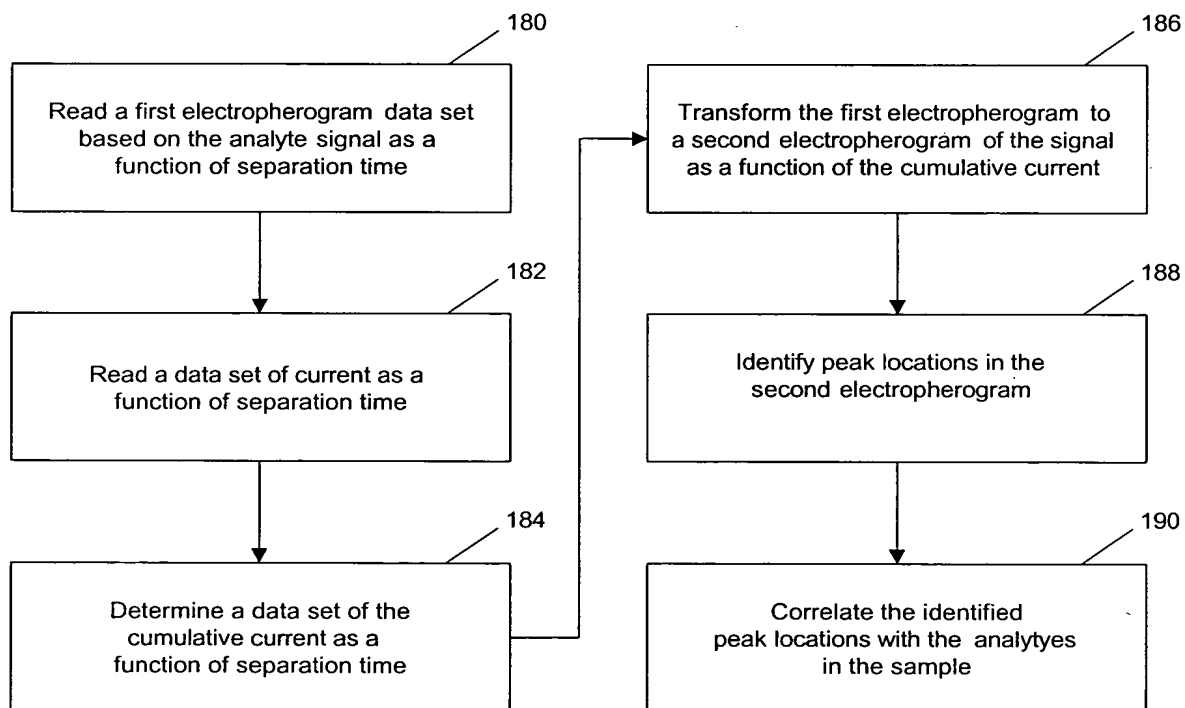 180
Read a first electropherogram data set
based on the analyte signal as a
function of separation time
182
Read a data set of current as a
function of separation time
184
Determine a data set of the
cumulative current as a
function of separation time
186
Transform the first electropherogram to
a second electropherogram of the signal
as a function of the cumulative current
188
Identify peak locations in the
second electropherogram
190
Correlate the identified
peak locations with the analytyes
in the sample